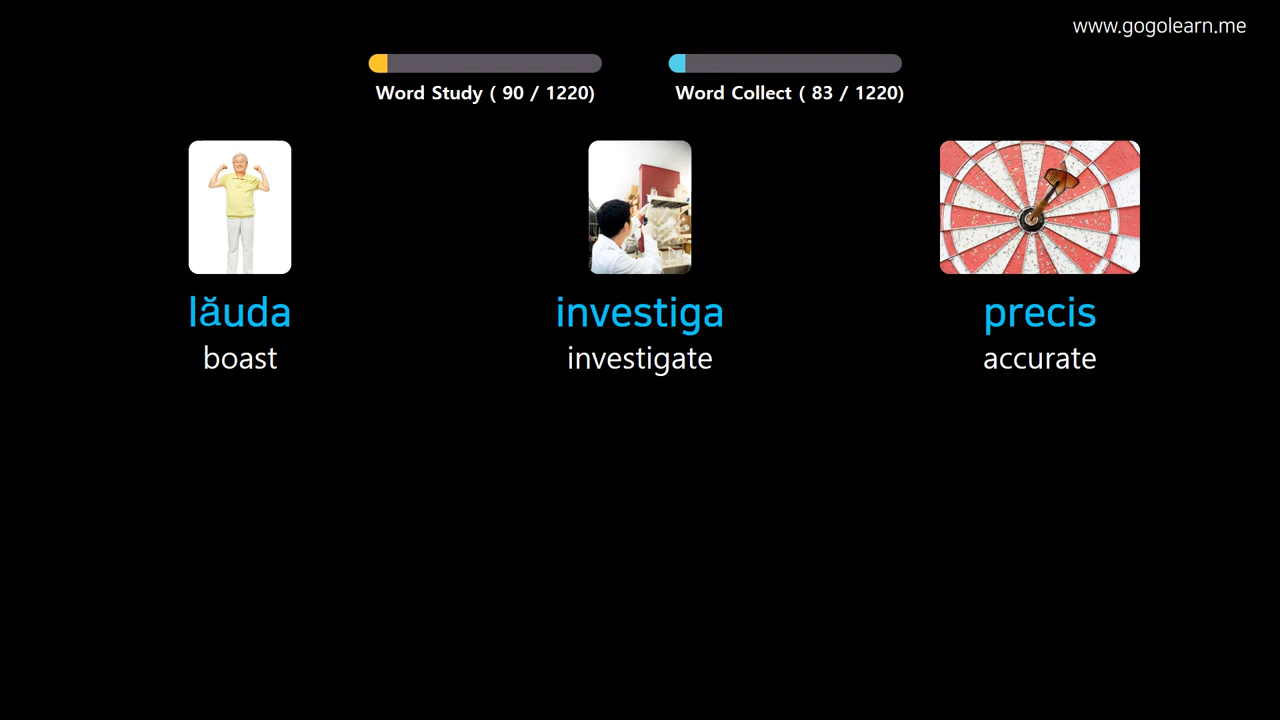 www.gogolearn.me
Word Study ( 90 / 1220)
Word Collect ( 83 / 1220)
lăuda
investiga
precis
boast
investigate
accurate